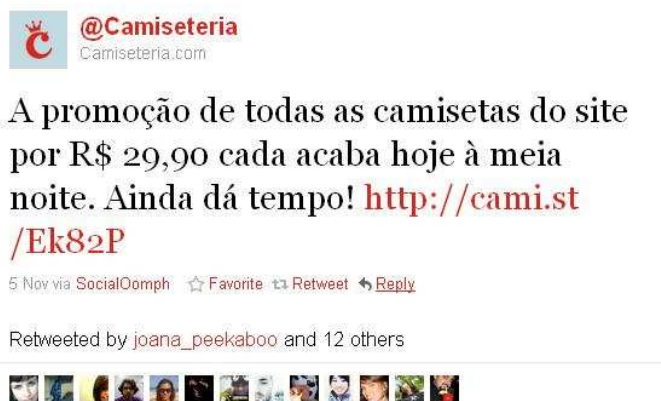 @Camiseteria
Camiseteria.com
A promoção de todas as camisetas do site
por R$ 29,90 cada acaba hoje à meia
noite. Ainda dá tempo! http://cami.st
/Ek82P
5 Nov via SocialOomph Favorite Retweet Reply
Retweeted by joana_peekaboo and 12 others